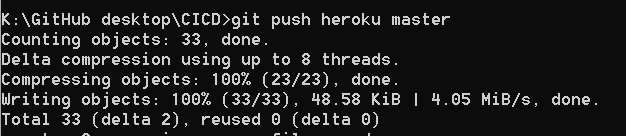 K:\GitHub desktop\CICD>git push heroku master
Counting objects: 33, done.
Delta compression using up to 8 threads.
Compressing objects: 100% (23/23), done.
Writing objects: 100% (33/33), 48.58 KiB | 4.05 MiB/s, done.
Total 33 (delta 2), reused 0 (delta 0)